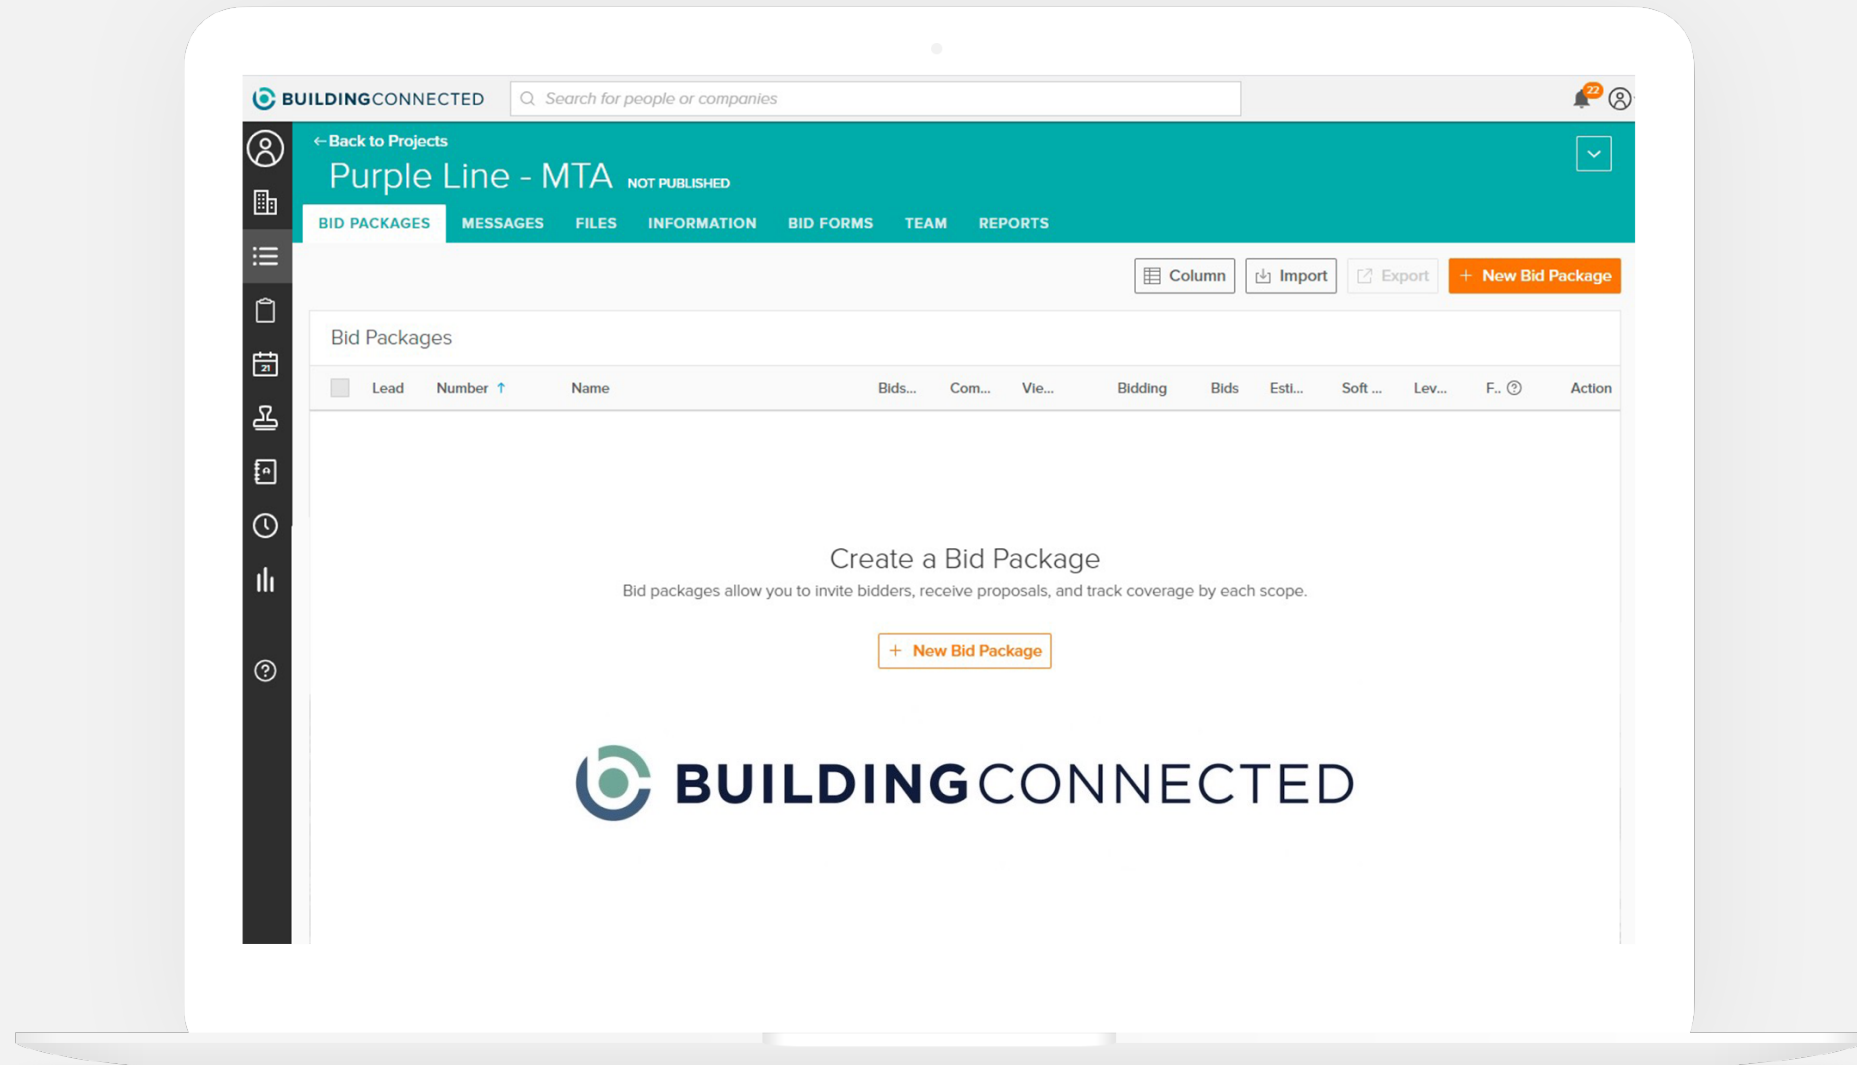 BUILDINGCONNECTED
Search for people or companies
22
←Back to Projects
Purple Line - MTA NOT PUBLISHED
BID PACKAGES MESSAGES FILES INFORMATION BID FORMS TEAM REPORTS
Column Import Export + New Bid Package
Bid Packages
Lead Number ↑ Name Bids... Com... Vie... Bidding Bids Esti... Soft ... Lev... F.. ? Action
21
Create a Bid Package
Bid packages allow you to invite bidders, receive proposals, and track coverage by each scope.
+ New Bid Package
BUILDINGCONNECTED